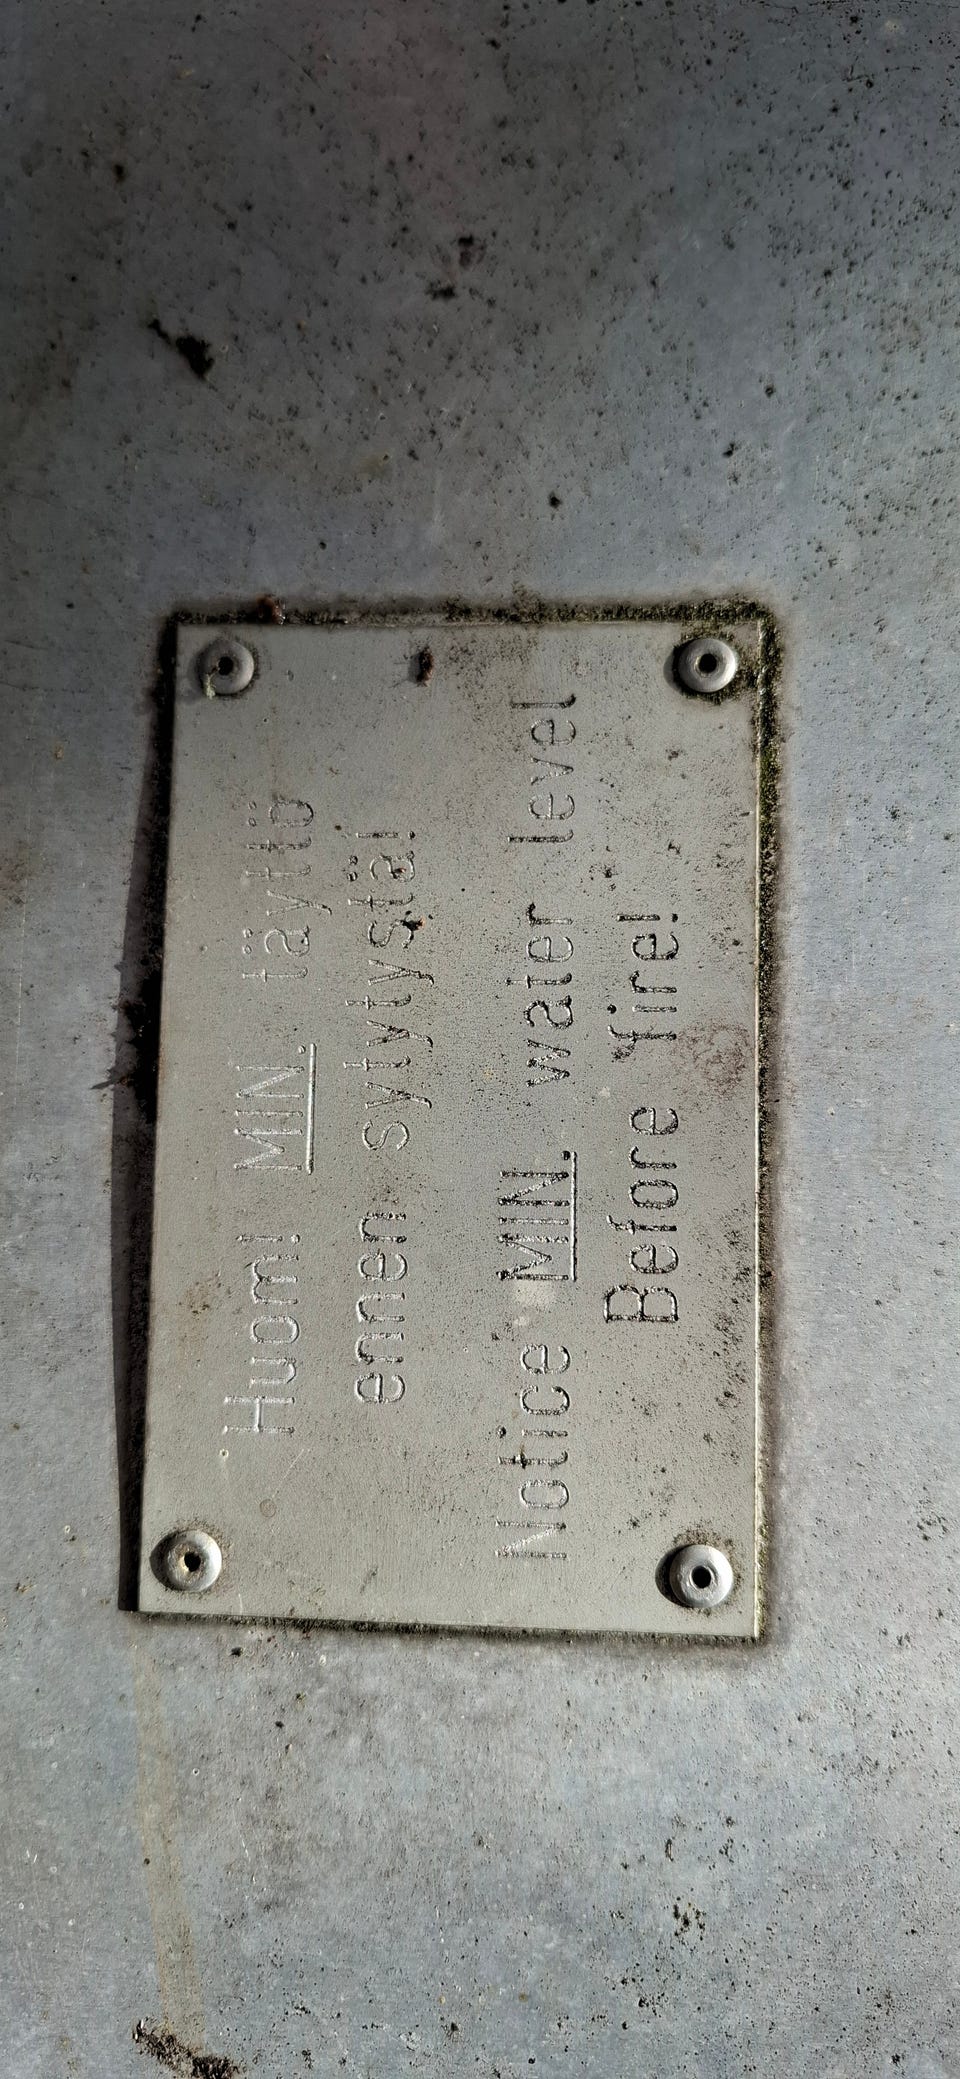 Huom! MIN. täyttö
ennen sytytystä!
Notice MIN. water level
Before fire!